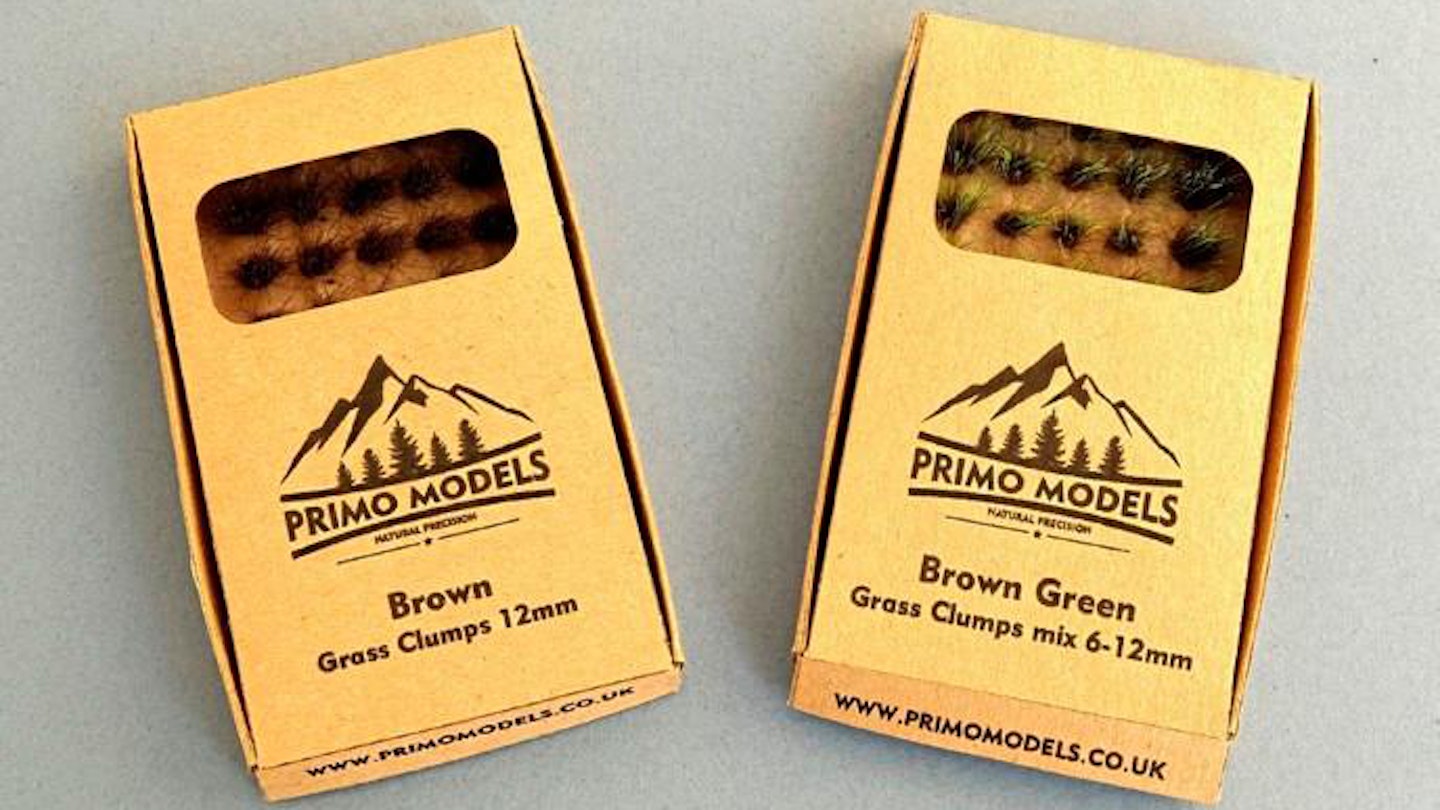 PRIMO MODELS
NATURAL PRECISION
Brown
Grass Clumps 12mm
WWW.PRIMOMODELS.CO.UK
PRIMO MODELS
NATURAL PRECISION
Brown Green
Grass Clumps mix 6-12mm
WWW.PRIMOMODELS.CO.UK